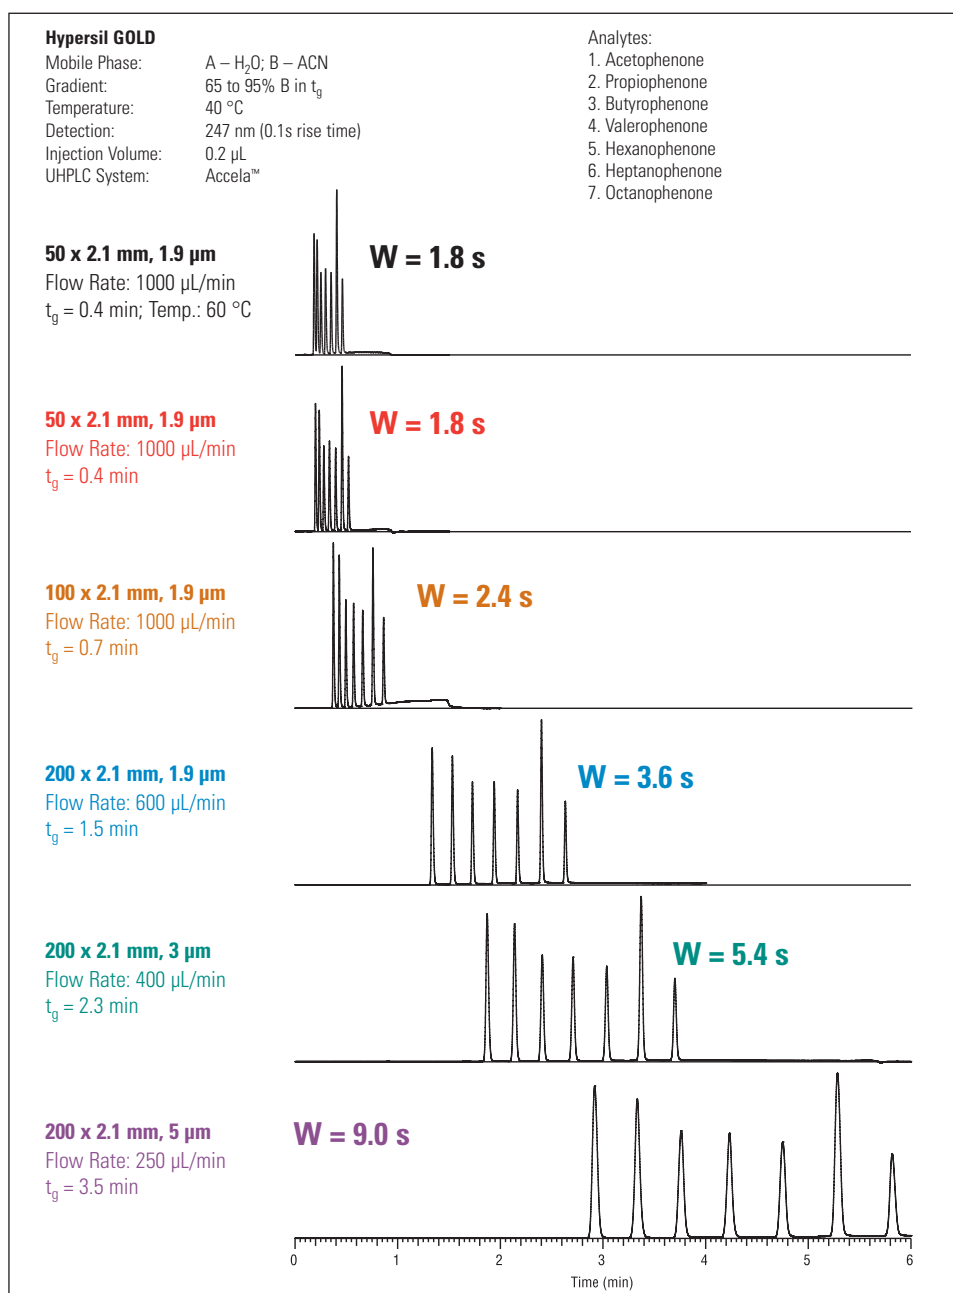 Hypersil GOLD
Mobile Phase: A – H₂O; B – ACN
Gradient: 65 to 95% B in tg
Temperature: 40 °C
Detection: 247 nm (0.1s rise time)
Injection Volume: 0.2 µL
UHPLC System: Accela™
Analytes:
1. Acetophenone
2. Propiophenone
3. Butyrophenone
4. Valerophenone
5. Hexanophenone
6. Heptanophenone
7. Octanophenone
50 x 2.1 mm, 1.9 µm
Flow Rate: 1000 µL/min
tg = 0.4 min; Temp.: 60 °C
W = 1.8 s
50 x 2.1 mm, 1.9 µm
Flow Rate: 1000 µL/min
tg = 0.4 min
W = 1.8 s
100 x 2.1 mm, 1.9 µm
Flow Rate: 1000 µL/min
tg = 0.7 min
W = 2.4 s
200 x 2.1 mm, 1.9 µm
Flow Rate: 600 µL/min
tg = 1.5 min
W = 3.6 s
200 x 2.1 mm, 3 µm
Flow Rate: 400 µL/min
tg = 2.3 min
W = 5.4 s
200 x 2.1 mm, 5 µm
Flow Rate: 250 µL/min
tg = 3.5 min
W = 9.0 s
0 1 2 3 4 5 6
Time (min)